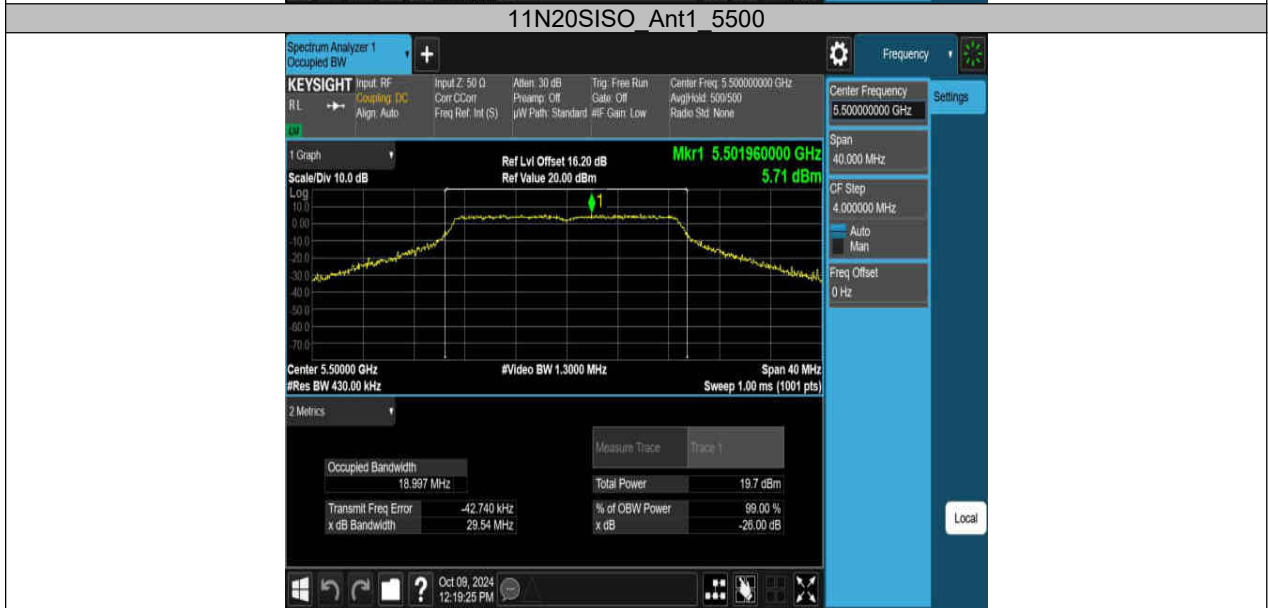 11N20SISO_Ant1_5500
Spectrum Analyzer 1
Occupied BW
+
Frequency
KEYSIGHT
RL
LM
Input: RF
Coupling: DC
Align: Auto
Input Z: 50 Ω
Corr CCorr
Freq Ref: Int (S)
Atten: 30 dB
Preamp: Off
µW Path: Standard
Trig: Free Run
Gate: Off
#IF Gain: Low
Center Freq: 5.500000000 GHz
Avg|Hold: 500/500
Radio Std: None
Center Frequency
5.500000000 GHz
Settings
Span
40.000 MHz
CF Step
4.000000 MHz
Auto
Man
Freq Offset
0 Hz
1 Graph
Scale/Div 10.0 dB
Ref Lvl Offset 16.20 dB
Ref Value 20.00 dBm
Mkr1 5.501960000 GHz
5.71 dBm
Log
10.0
0.00
-10.0
-20.0
-30.0
-40.0
-50.0
-60.0
-70.0
1
Center 5.50000 GHz
#Res BW 430.00 kHz
#Video BW 1.3000 MHz
Span 40 MHz
Sweep 1.00 ms (1001 pts)
2 Metrics
Measure Trace
Trace 1
Occupied Bandwidth
18.997 MHz
Total Power
19.7 dBm
Transmit Freq Error
-42.740 kHz
% of OBW Power
99.00 %
x dB Bandwidth
29.54 MHz
x dB
-26.00 dB
Local
?
Oct 09, 2024
12:19:25 PM